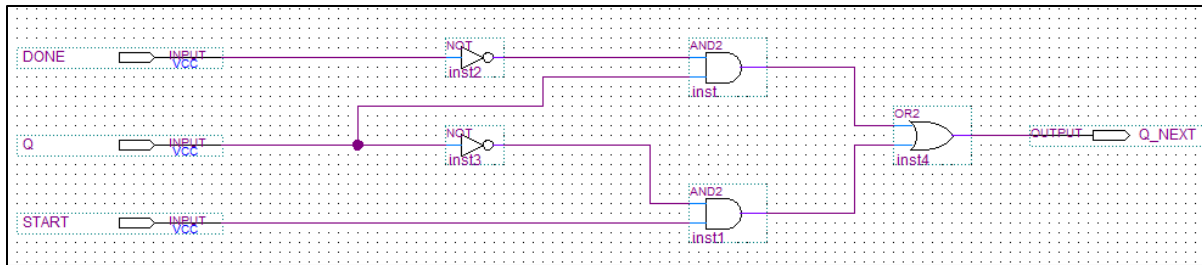 DONE
INPUT
VCC
NOT
inst2
AND2
inst
OR2
inst4
OUTPUT
Q_NEXT
Q
INPUT
VCC
NOT
inst3
AND2
inst1
START
INPUT
VCC